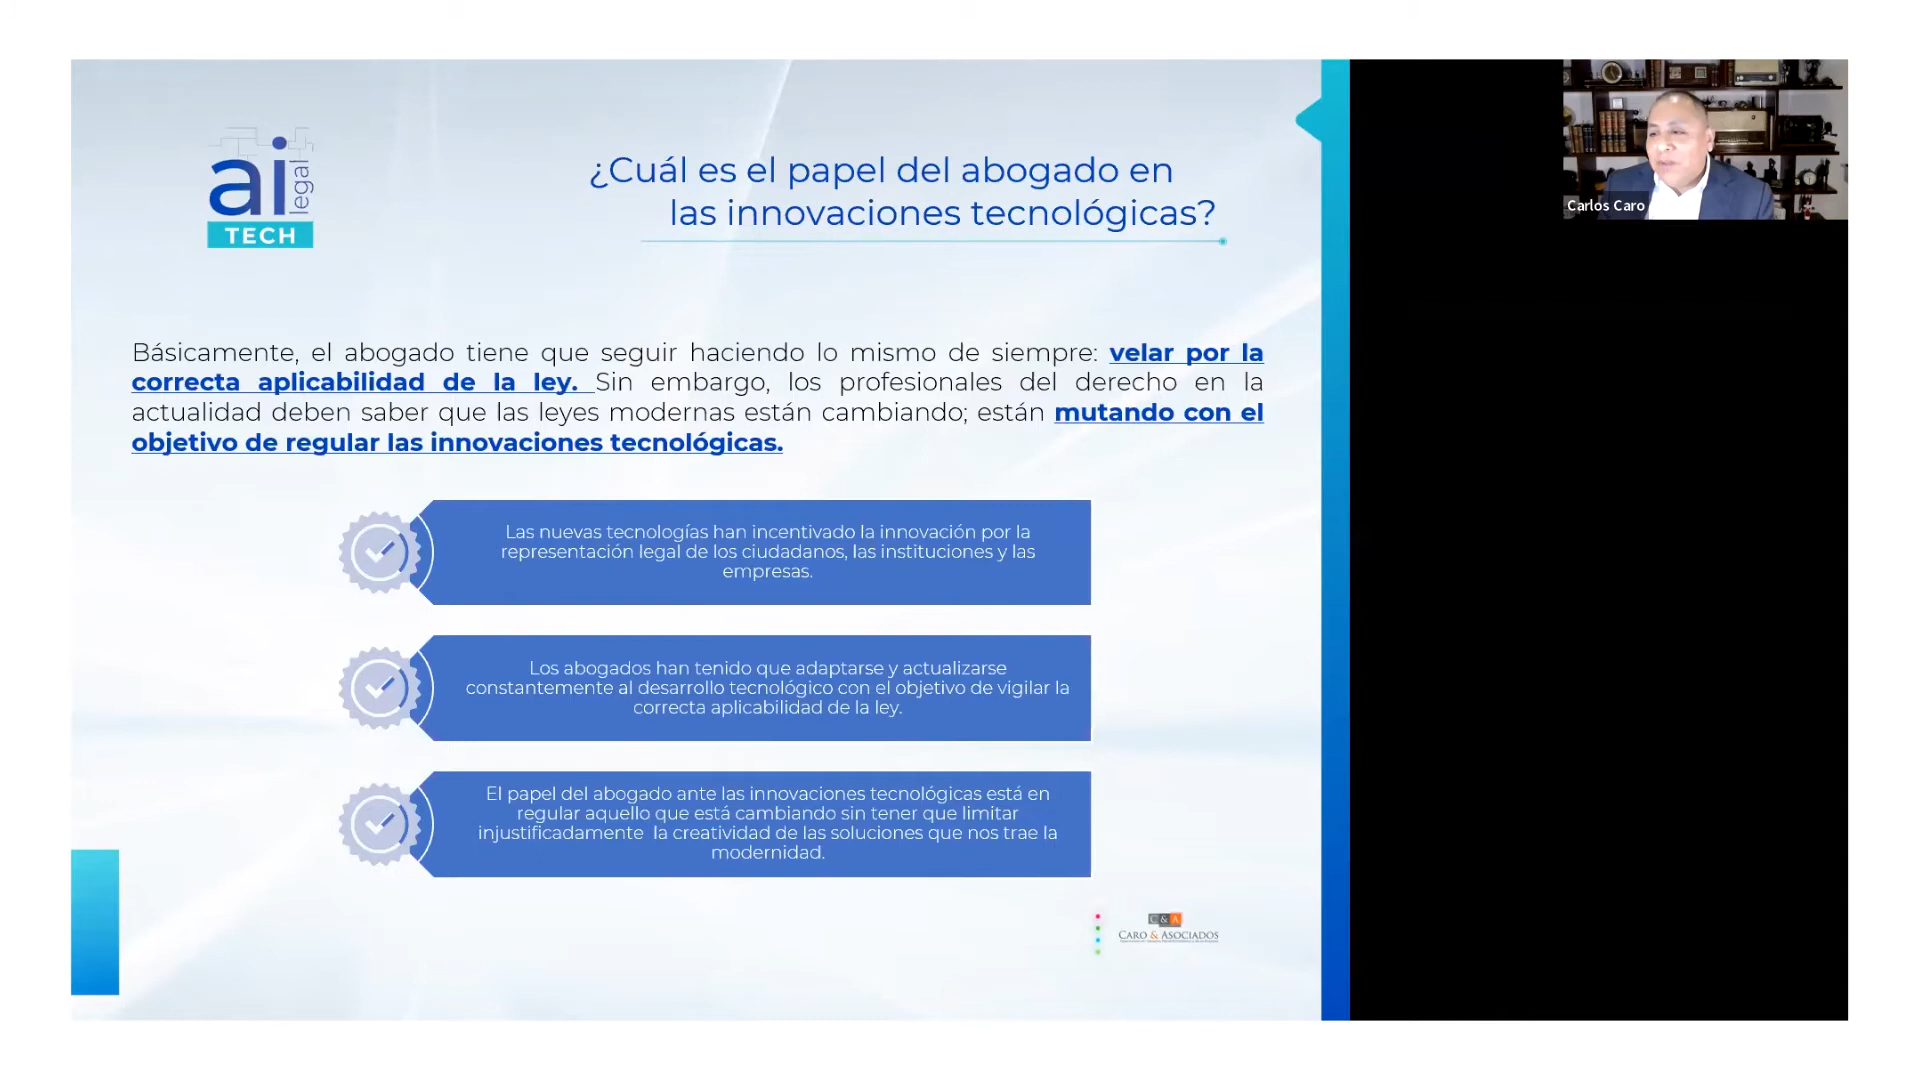 ai
legal
TECH
¿Cuál es el papel del abogado en
las innovaciones tecnológicas?
Carlos Caro
Básicamente, el abogado tiene que seguir haciendo lo mismo de siempre: velar por la
correcta aplicabilidad de la ley. Sin embargo, los profesionales del derecho en la
actualidad deben saber que las leyes modernas están cambiando; están mutando con el
objetivo de regular las innovaciones tecnológicas.
Las nuevas tecnologías han incentivado la innovación por la
representación legal de los ciudadanos, las instituciones y las
empresas.
Los abogados han tenido que adaptarse y actualizarse
constantemente al desarrollo tecnológico con el objetivo de vigilar la
correcta aplicabilidad de la ley.
El papel del abogado ante las innovaciones tecnológicas está en
regular aquello que está cambiando sin tener que limitar
injustificadamente la creatividad de las soluciones que nos trae la
modernidad.
C & A
CARO & ASOCIADOS